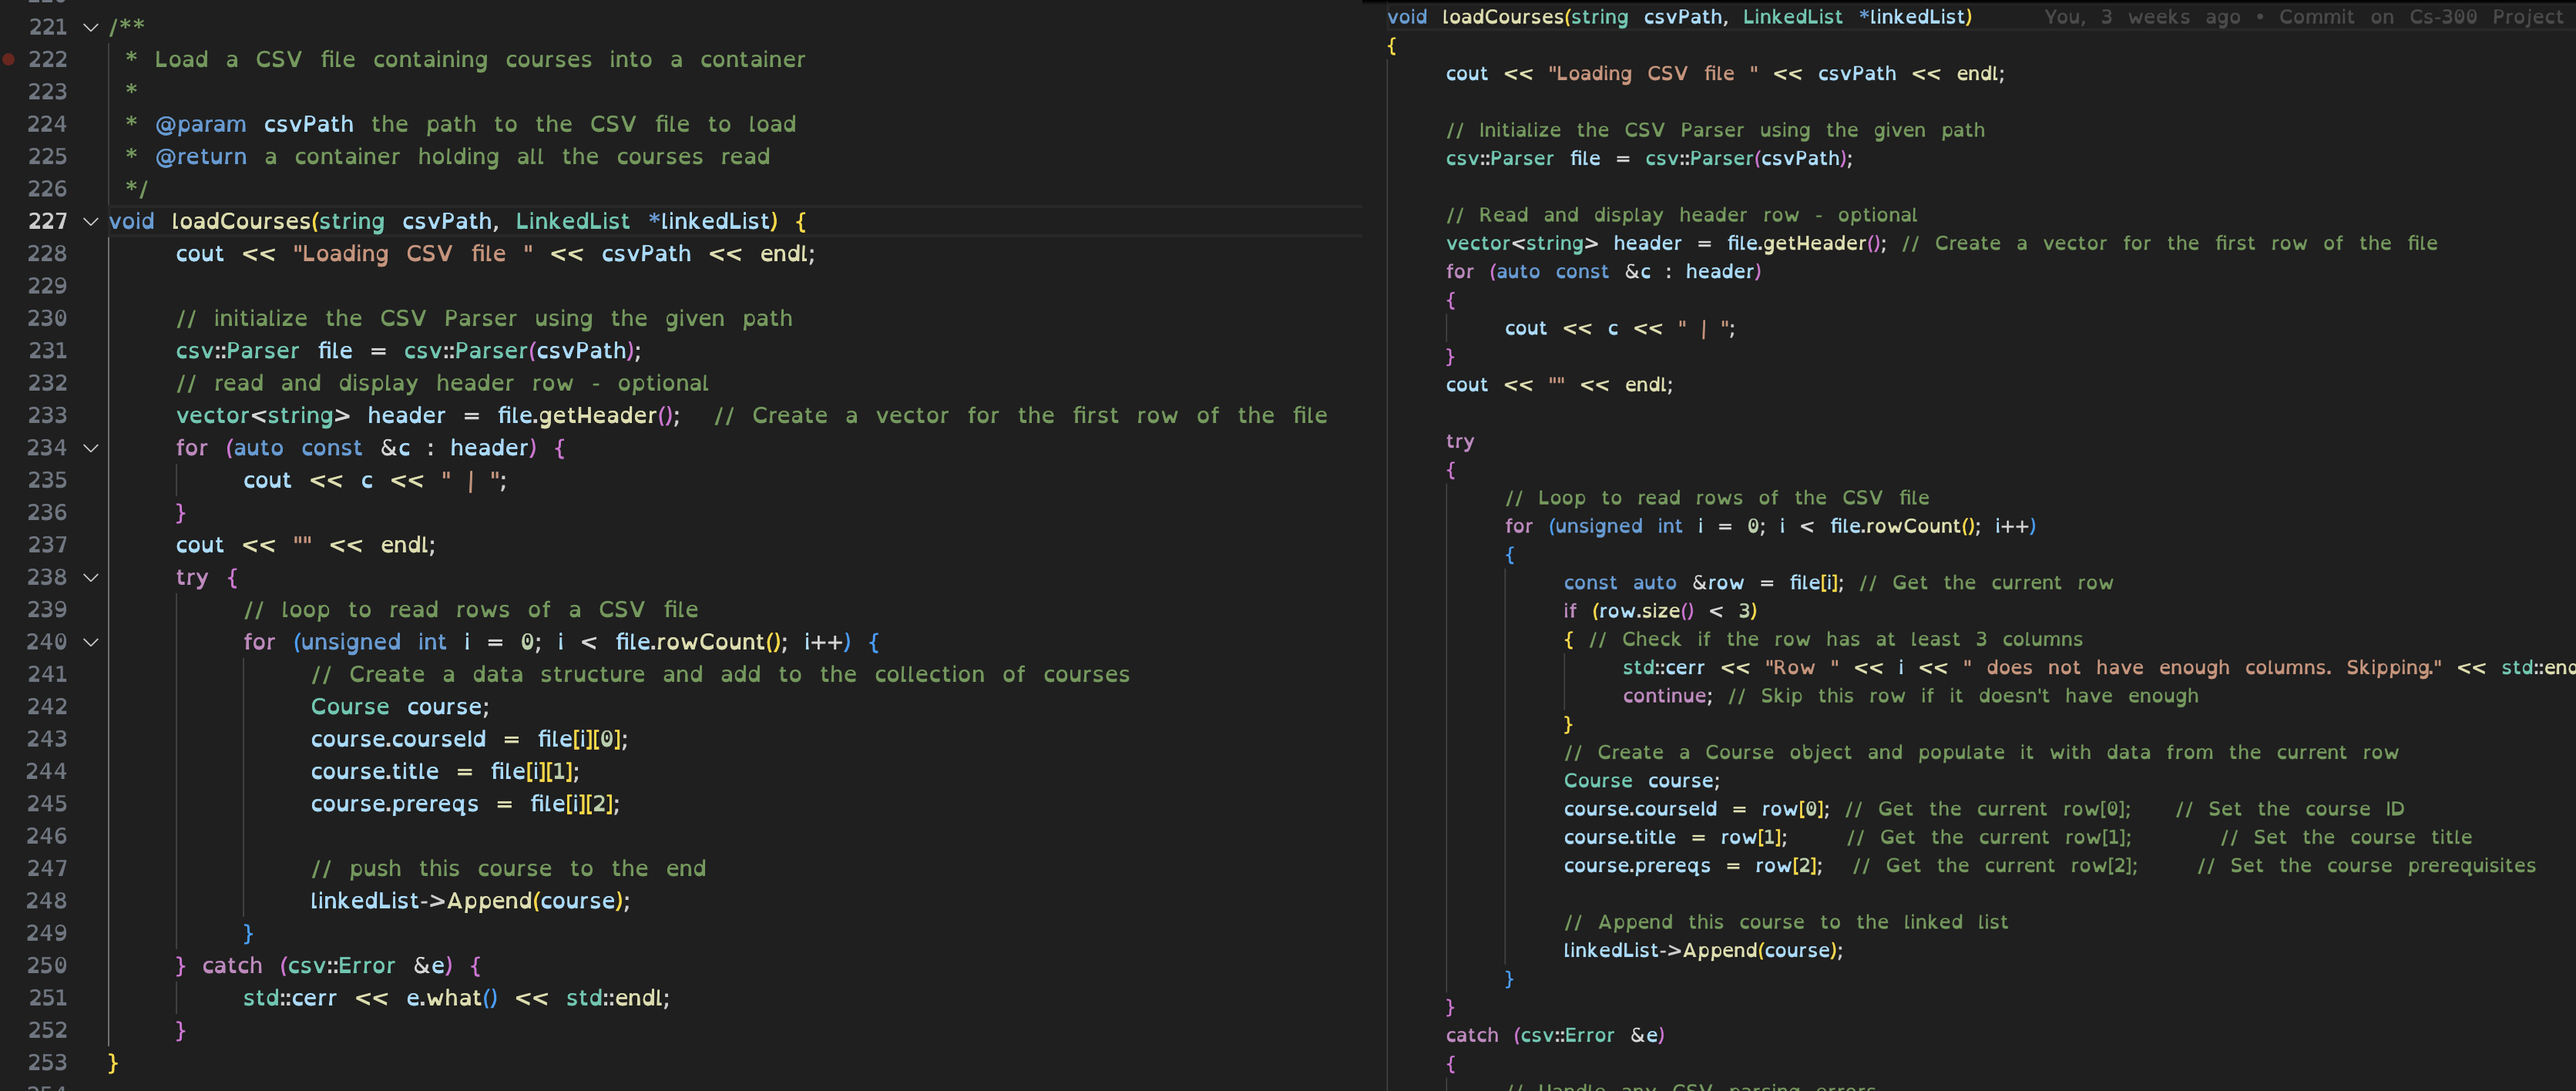 221 /**
222 * Load a CSV file containing courses into a container
223 *
224 * @param csvPath the path to the CSV file to load
225 * @return a container holding all the courses read
226 */
227 void loadCourses(string csvPath, LinkedList *linkedList) {
228 cout << "Loading CSV file " << csvPath << endl;
229
230 // initialize the CSV Parser using the given path
231 csv::Parser file = csv::Parser(csvPath);
232 // read and display header row - optional
233 vector<string> header = file.getHeader(); // Create a vector for the first row of the file
234 for (auto const &c : header) {
235 cout << c << " | ";
236 }
237 cout << "" << endl;
238 try {
239 // loop to read rows of a CSV file
240 for (unsigned int i = 0; i < file.rowCount(); i++) {
241 // Create a data structure and add to the collection of courses
242 Course course;
243 course.courseId = file[i][0];
244 course.title = file[i][1];
245 course.prereqs = file[i][2];
246
247 // push this course to the end
248 linkedList->Append(course);
249 }
250 } catch (csv::Error &e) {
251 std::cerr << e.what() << std::endl;
252 }
253 }
void loadCourses(string csvPath, LinkedList *linkedList) You, 3 weeks ago • Commit on Cs-300 Project
{
cout << "Loading CSV file " << csvPath << endl;
// Initialize the CSV Parser using the given path
csv::Parser file = csv::Parser(csvPath);
// Read and display header row - optional
vector<string> header = file.getHeader(); // Create a vector for the first row of the file
for (auto const &c : header)
{
cout << c << " | ";
}
cout << "" << endl;
try
{
// Loop to read rows of the CSV file
for (unsigned int i = 0; i < file.rowCount(); i++)
{
const auto &row = file[i]; // Get the current row
if (row.size() < 3)
{ // Check if the row has at least 3 columns
std::cerr << "Row " << i << " does not have enough columns. Skipping." << std::en
continue; // Skip this row if it doesn't have enough
}
// Create a Course object and populate it with data from the current row
Course course;
course.courseId = row[0]; // Get the current row[0]; // Set the course ID
course.title = row[1]; // Get the current row[1]; // Set the course title
course.prereqs = row[2]; // Get the current row[2]; // Set the course prerequisites
// Append this course to the linked list
linkedList->Append(course);
}
}
catch (csv::Error &e)
{
// Handle any CSV parsing errors